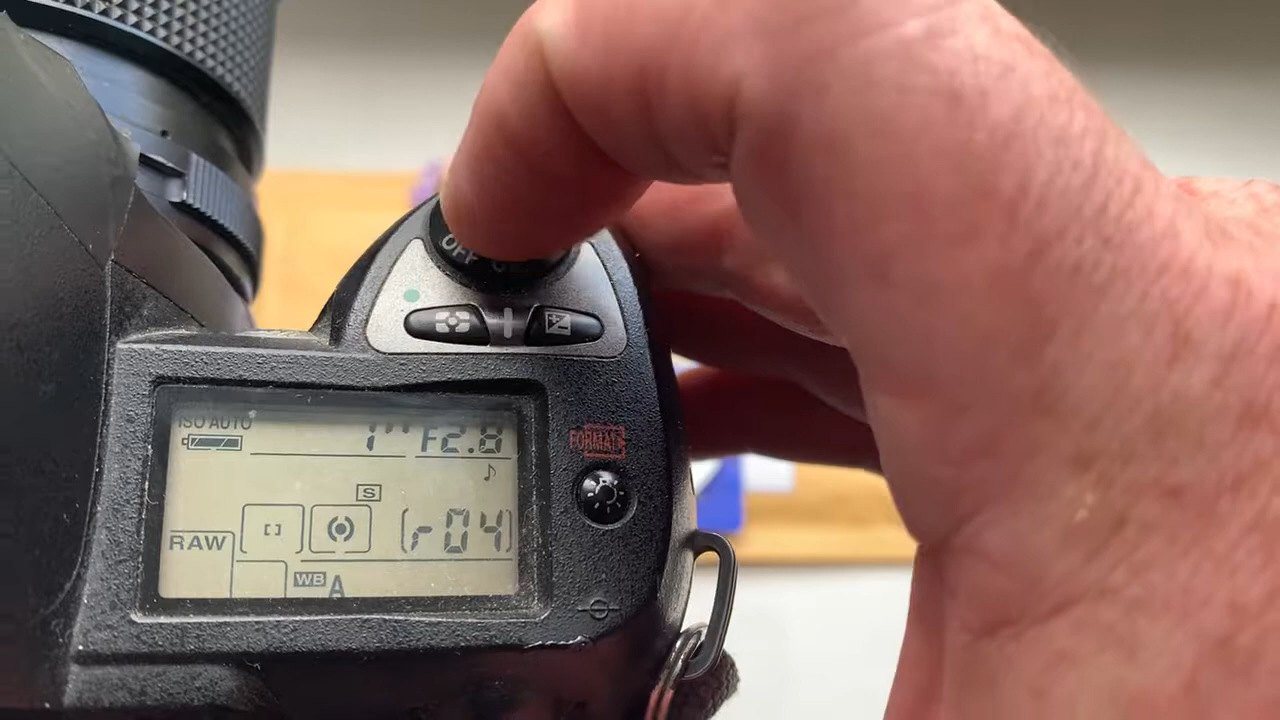 OFF
ISO AUTO
1" F2.8
FORMAT
S
RAW
[r04]
WB A